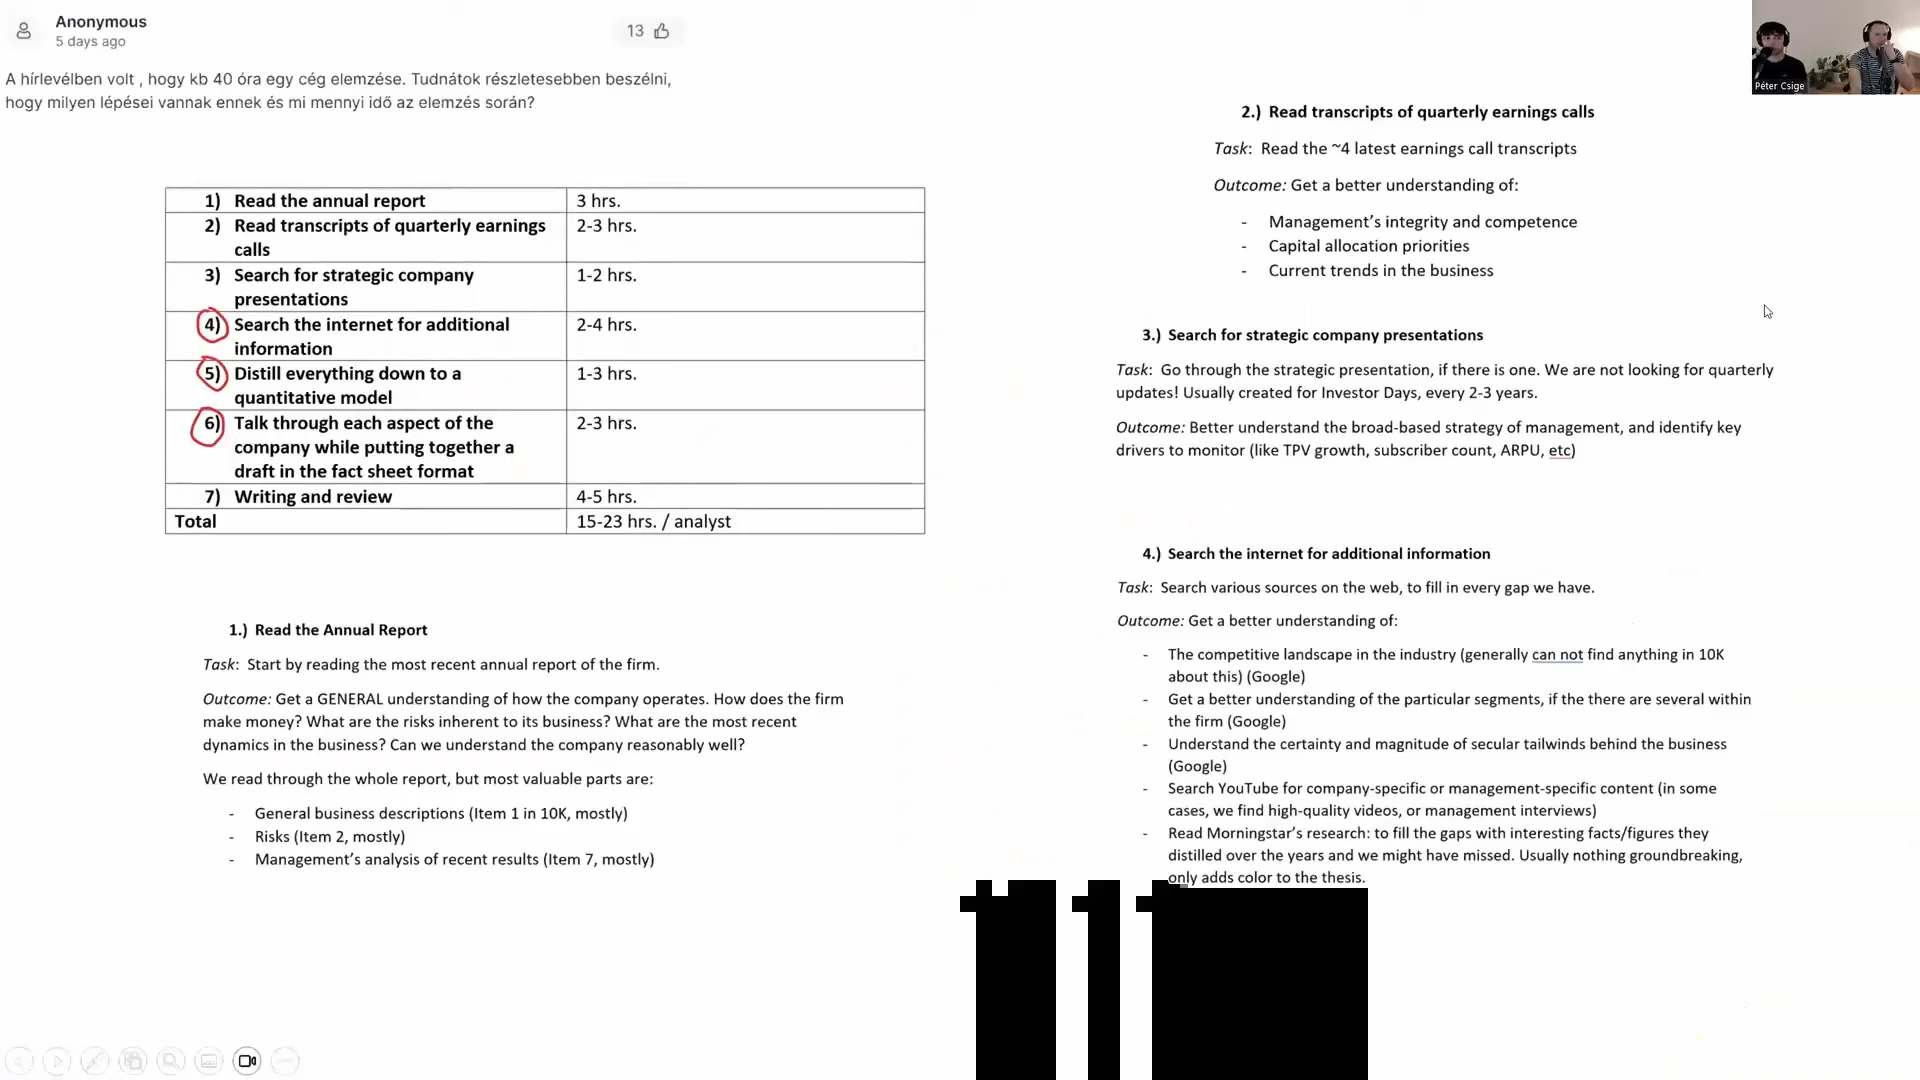 Anonymous
5 days ago
13
A hírlevélben volt , hogy kb 40 óra egy cég elemzése. Tudnátok részletesebben beszélni,
hogy milyen lépései vannak ennek és mi mennyi idő az elemzés során?
1) Read the annual report 3 hrs.
2) Read transcripts of quarterly earnings 2-3 hrs.
calls
3) Search for strategic company 1-2 hrs.
presentations
4) Search the internet for additional 2-4 hrs.
information
5) Distill everything down to a 1-3 hrs.
quantitative model
6) Talk through each aspect of the 2-3 hrs.
company while putting together a
draft in the fact sheet format
7) Writing and review 4-5 hrs.
Total 15-23 hrs. / analyst
1.) Read the Annual Report
Task: Start by reading the most recent annual report of the firm.
Outcome: Get a GENERAL understanding of how the company operates. How does the firm
make money? What are the risks inherent to its business? What are the most recent
dynamics in the business? Can we understand the company reasonably well?
We read through the whole report, but most valuable parts are:
- General business descriptions (Item 1 in 10K, mostly)
- Risks (Item 2, mostly)
- Management’s analysis of recent results (Item 7, mostly)
Péter Csige
2.) Read transcripts of quarterly earnings calls
Task: Read the ~4 latest earnings call transcripts
Outcome: Get a better understanding of:
- Management’s integrity and competence
- Capital allocation priorities
- Current trends in the business
3.) Search for strategic company presentations
Task: Go through the strategic presentation, if there is one. We are not looking for quarterly
updates! Usually created for Investor Days, every 2-3 years.
Outcome: Better understand the broad-based strategy of management, and identify key
drivers to monitor (like TPV growth, subscriber count, ARPU, etc)
4.) Search the internet for additional information
Task: Search various sources on the web, to fill in every gap we have.
Outcome: Get a better understanding of:
- The competitive landscape in the industry (generally can not find anything in 10K
about this) (Google)
- Get a better understanding of the particular segments, if the there are several within
the firm (Google)
- Understand the certainty and magnitude of secular tailwinds behind the business
(Google)
- Search YouTube for company-specific or management-specific content (in some
cases, we find high-quality videos, or management interviews)
- Read Morningstar’s research: to fill the gaps with interesting facts/figures they
distilled over the years and we might have missed. Usually nothing groundbreaking,
only adds color to the thesis.